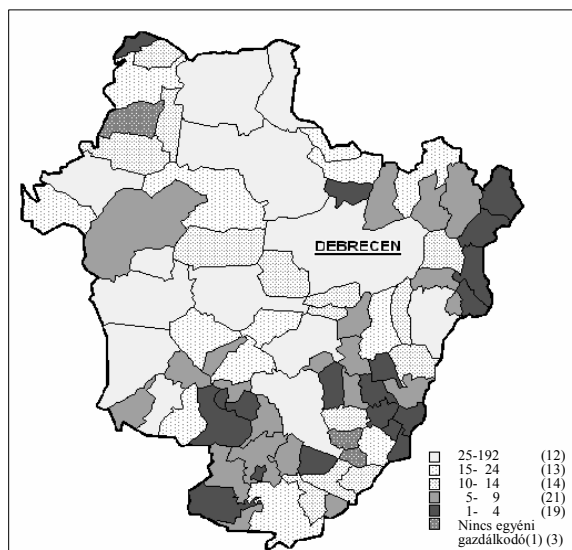 DEBRECEN
25-192 (12)
15- 24 (13)
10- 14 (14)
5- 9 (21)
1- 4 (19)
Nincs egyéni
gazdálkodó(1) (3)